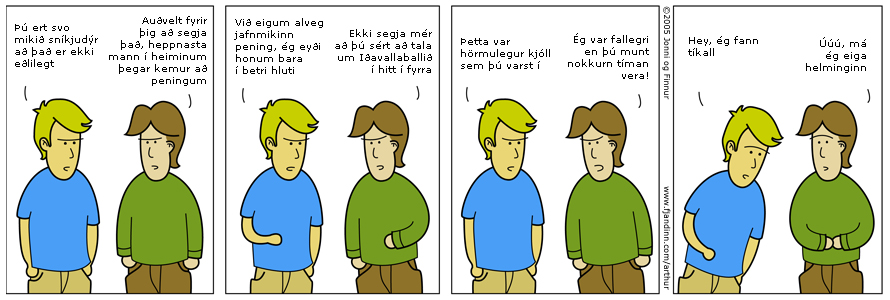 Þú ert svo
mikið sníkjudýr
að það er ekki
eðlilegt
Auðvelt fyrir
þig að segja
það, heppnasta
mann í heiminum
þegar kemur að
peningum
Við eigum alveg
jafnmikinn
pening, ég eyði
honum bara
í betri hluti
Ekki segja mér
að þú sért að tala
um Iðavallaballið
í hitt í fyrra
Þetta var
hörmulegur kjóll
sem þú varst í
Ég var fallegri
en þú munt
nokkurn tíman
vera!
©2005 Jonni og Finnur
www.fjandinn.com/arthur
Hey, ég fann
tíkall
Úúú, má
ég eiga
helminginn